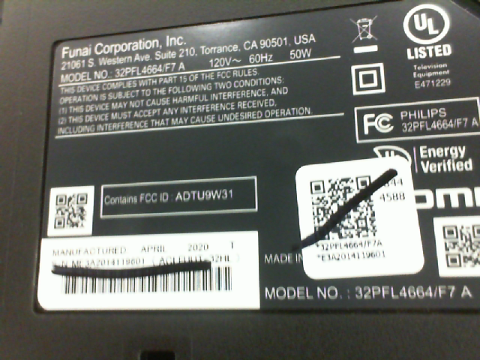 Funai Corporation, Inc.
21061 S. Western Ave. Suite 210, Torrance, CA 90501, USA
MODEL NO.: 32PFL4664/F7 A 120V~ 60Hz 50W
THIS DEVICE COMPLIES WITH PART 15 OF THE FCC RULES.
OPERATION IS SUBJECT TO THE FOLLOWING TWO CONDITIONS:
(1) THIS DEVICE MAY NOT CAUSE HARMFUL INTERFERENCE, AND
(2) THIS DEVICE MUST ACCEPT ANY INTERFERENCE RECEIVED,
INCLUDING INTERFERENCE THAT MAY CAUSE UNDESIRED OPERATION.
UL
LISTED
Television
Equipment
E471229
FC PHILIPS
32PFL4664/F7 A
Energy
Verified
Contains FCC ID : ADTU9W31
44
45BB
*32PFL4664/F7A
*E3A2014119601
MANUFACTURED APRIL 2020 1
MADE IN
MODEL NO. : 32PFL4664/F7 A